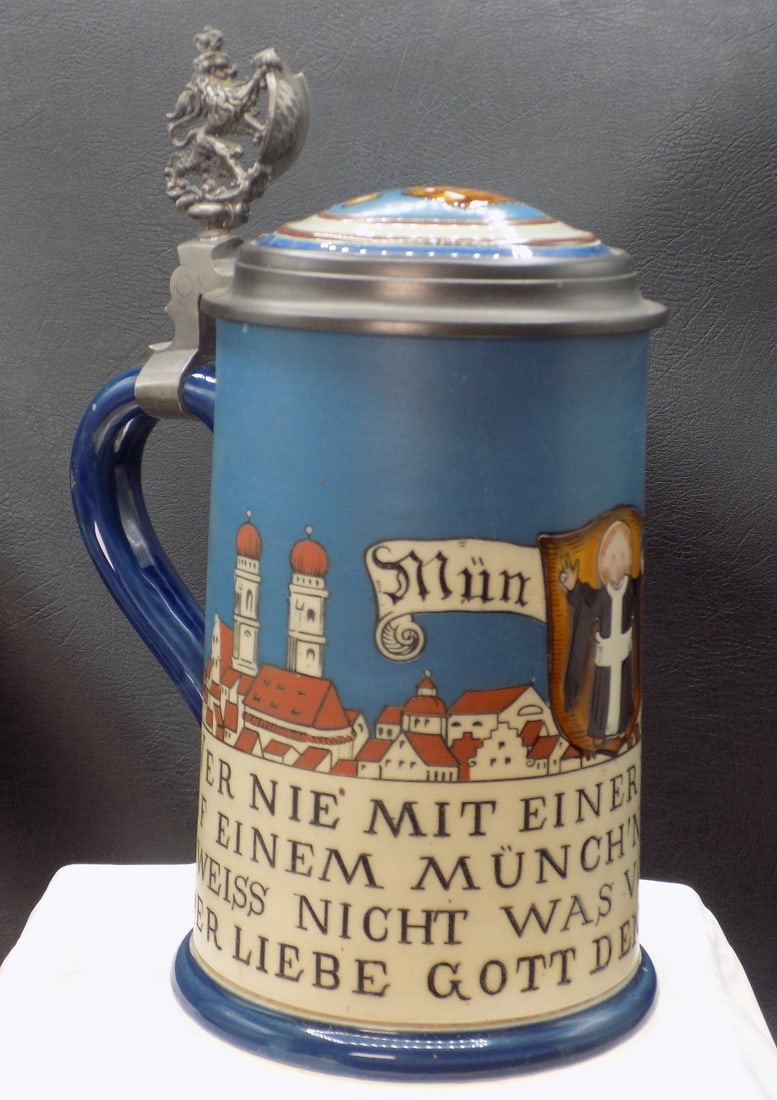 Mün
ER NIE MIT EINER
F EINEM MÜNCH'N
WEISS NICHT WAS V
ER LIEBE GOTT DEN